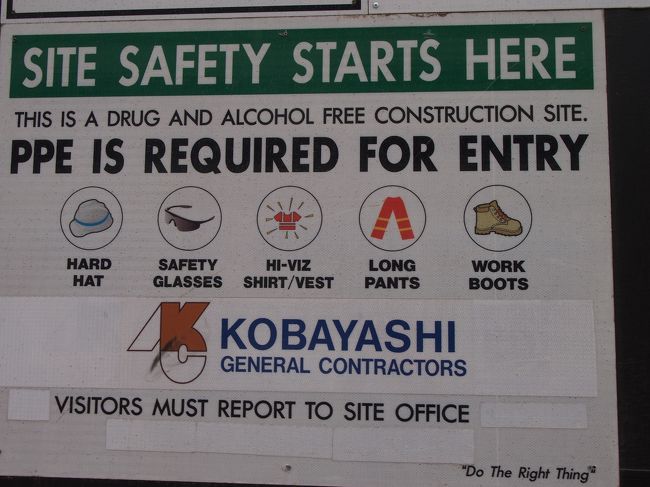 SITE SAFETY STARTS HERE
THIS IS A DRUG AND ALCOHOL FREE CONSTRUCTION SITE.
PPE IS REQUIRED FOR ENTRY
HARD HAT
SAFETY GLASSES
HI-VIZ SHIRT/VEST
LONG PANTS
WORK BOOTS
KOBAYASHI
GENERAL CONTRACTORS
VISITORS MUST REPORT TO SITE OFFICE
"Do The Right Thing"